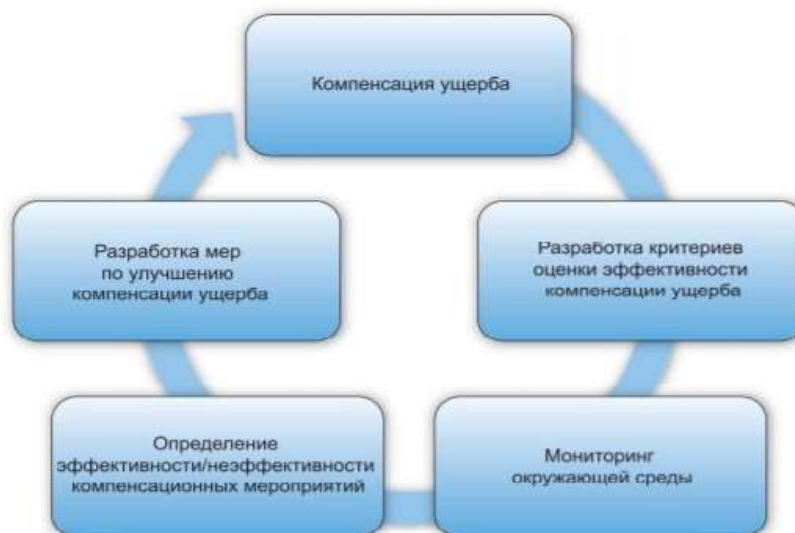 Компенсация ущерба
Разработка критериев
оценки эффективности
компенсации ущерба
Мониторинг
окружающей среды
Определение
эффективности/неэффективности
компенсационных мероприятий
Разработка мер
по улучшению
компенсации ущерба